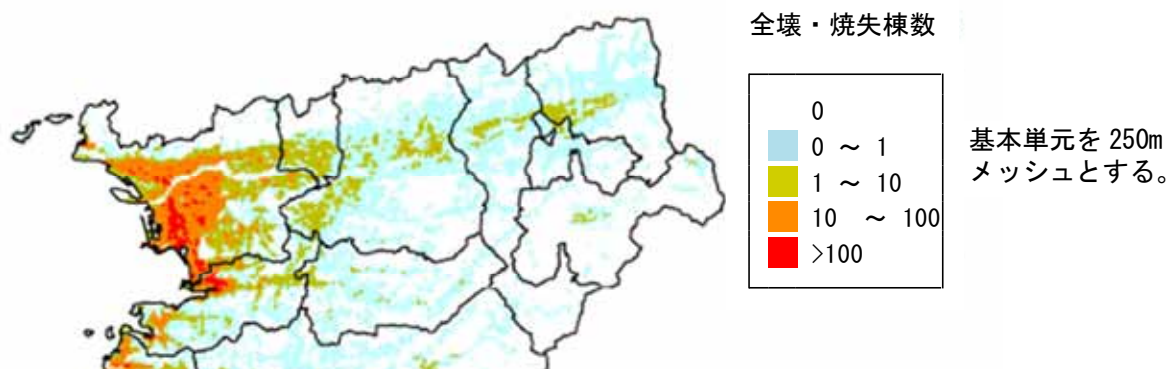 全壊・焼失棟数
0
0 ~ 1
1 ~ 10
10 ~ 100
>100
基本単元を 250m
メッシュとする。